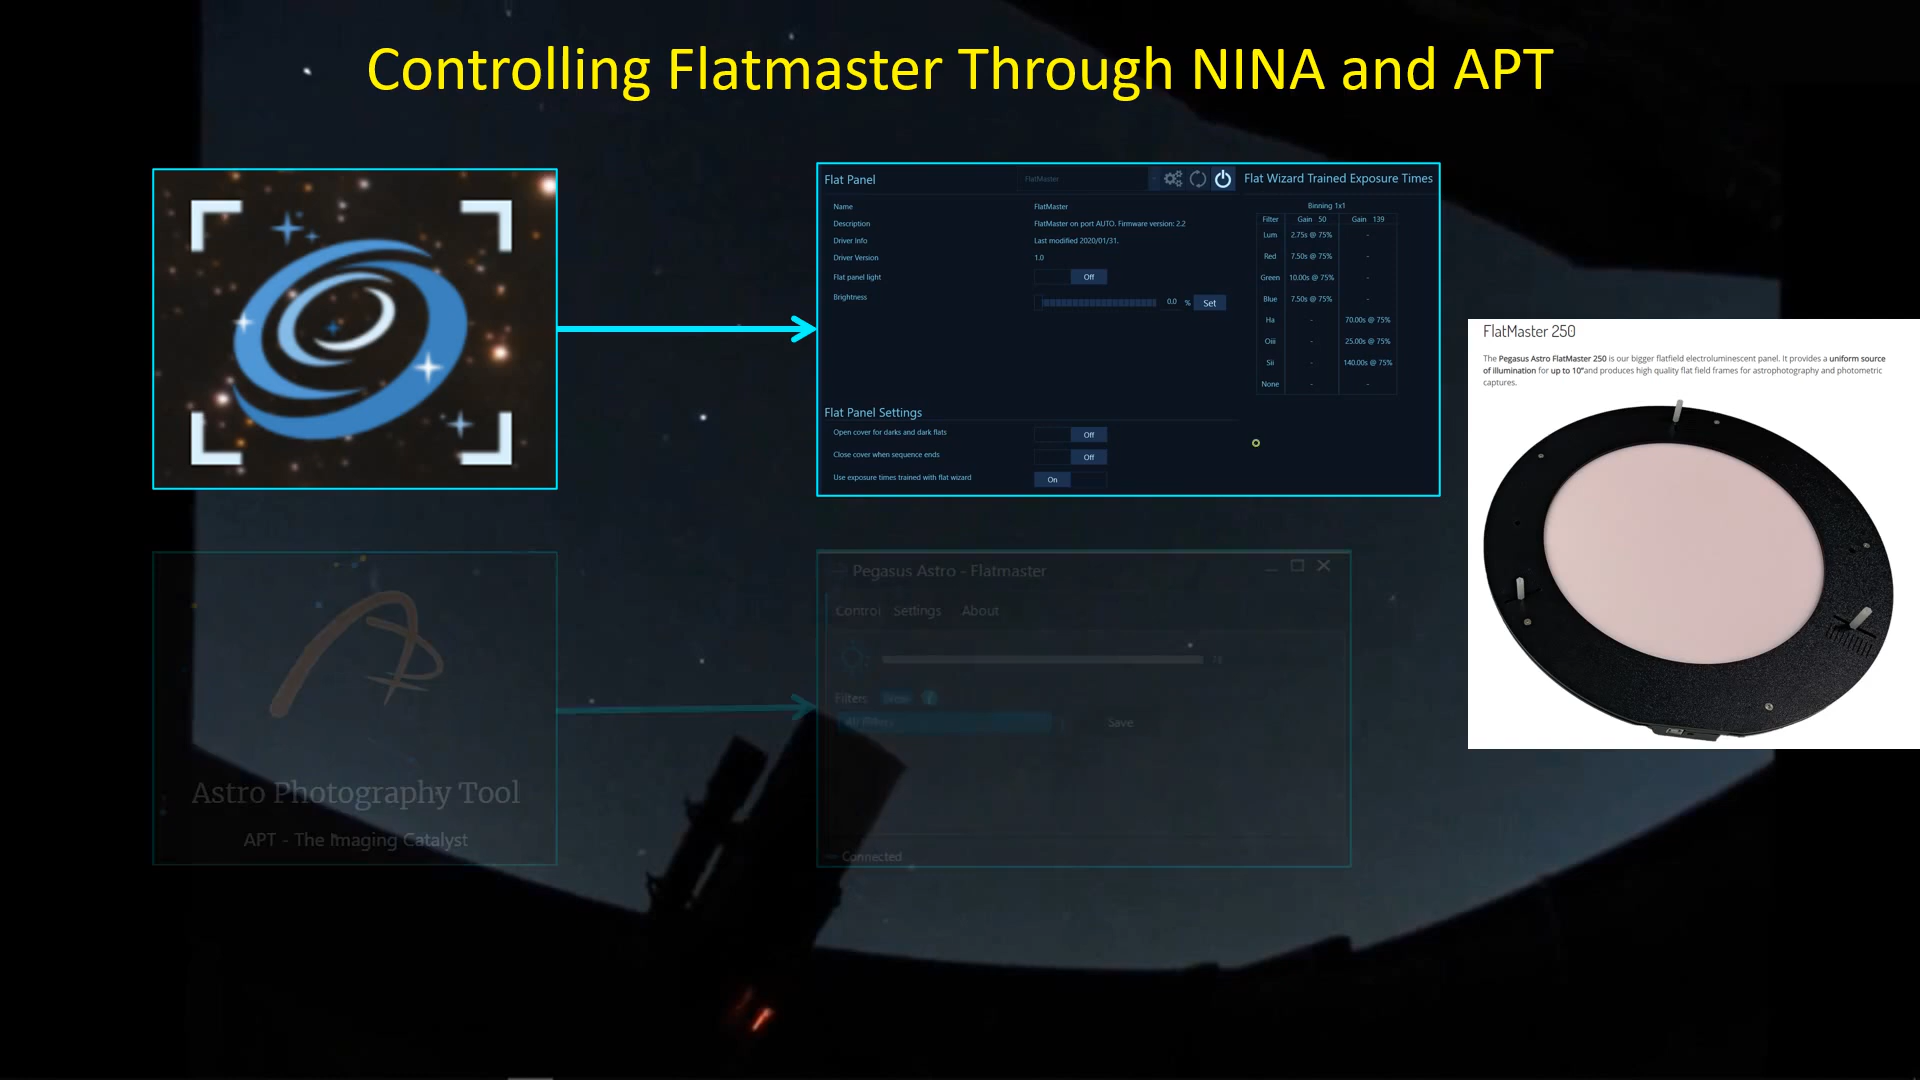 Controlling Flatmaster Through NINA and APT
Flat Panel
FlatMaster
Flat Wizard Trained Exposure Times
Name FlatMaster
Description FlatMaster on port AUTO. Firmware version: 2.2
Driver Info Last modified 2020/01/31.
Driver Version 1.0
Flat panel light Off
Brightness 0.0 % Set
Binning 1x1
Filter Gain 50 Gain 139
Lum 2.75s @ 75% -
Red 7.50s @ 75% -
Green 10.00s @ 75% -
Blue 7.50s @ 75% -
Ha - 70.00s @ 75%
Oiii - 25.00s @ 75%
Sii - 140.00s @ 75%
None - -
Flat Panel Settings
Open cover for darks and dark flats Off
Close cover when sequence ends Off
Use exposure times trained with flat wizard On
FlatMaster 250
The Pegasus Astro FlatMaster 250 is our bigger flatfield electroluminescent panel. It provides a uniform source
of illumination for up to 10"and produces high quality flat field frames for astrophotography and photometric
captures.
Astro Photography Tool
APT - The Imaging Catalyst
Pegasus Astro - Flatmaster
Control Settings About
Filters
Save
Connected